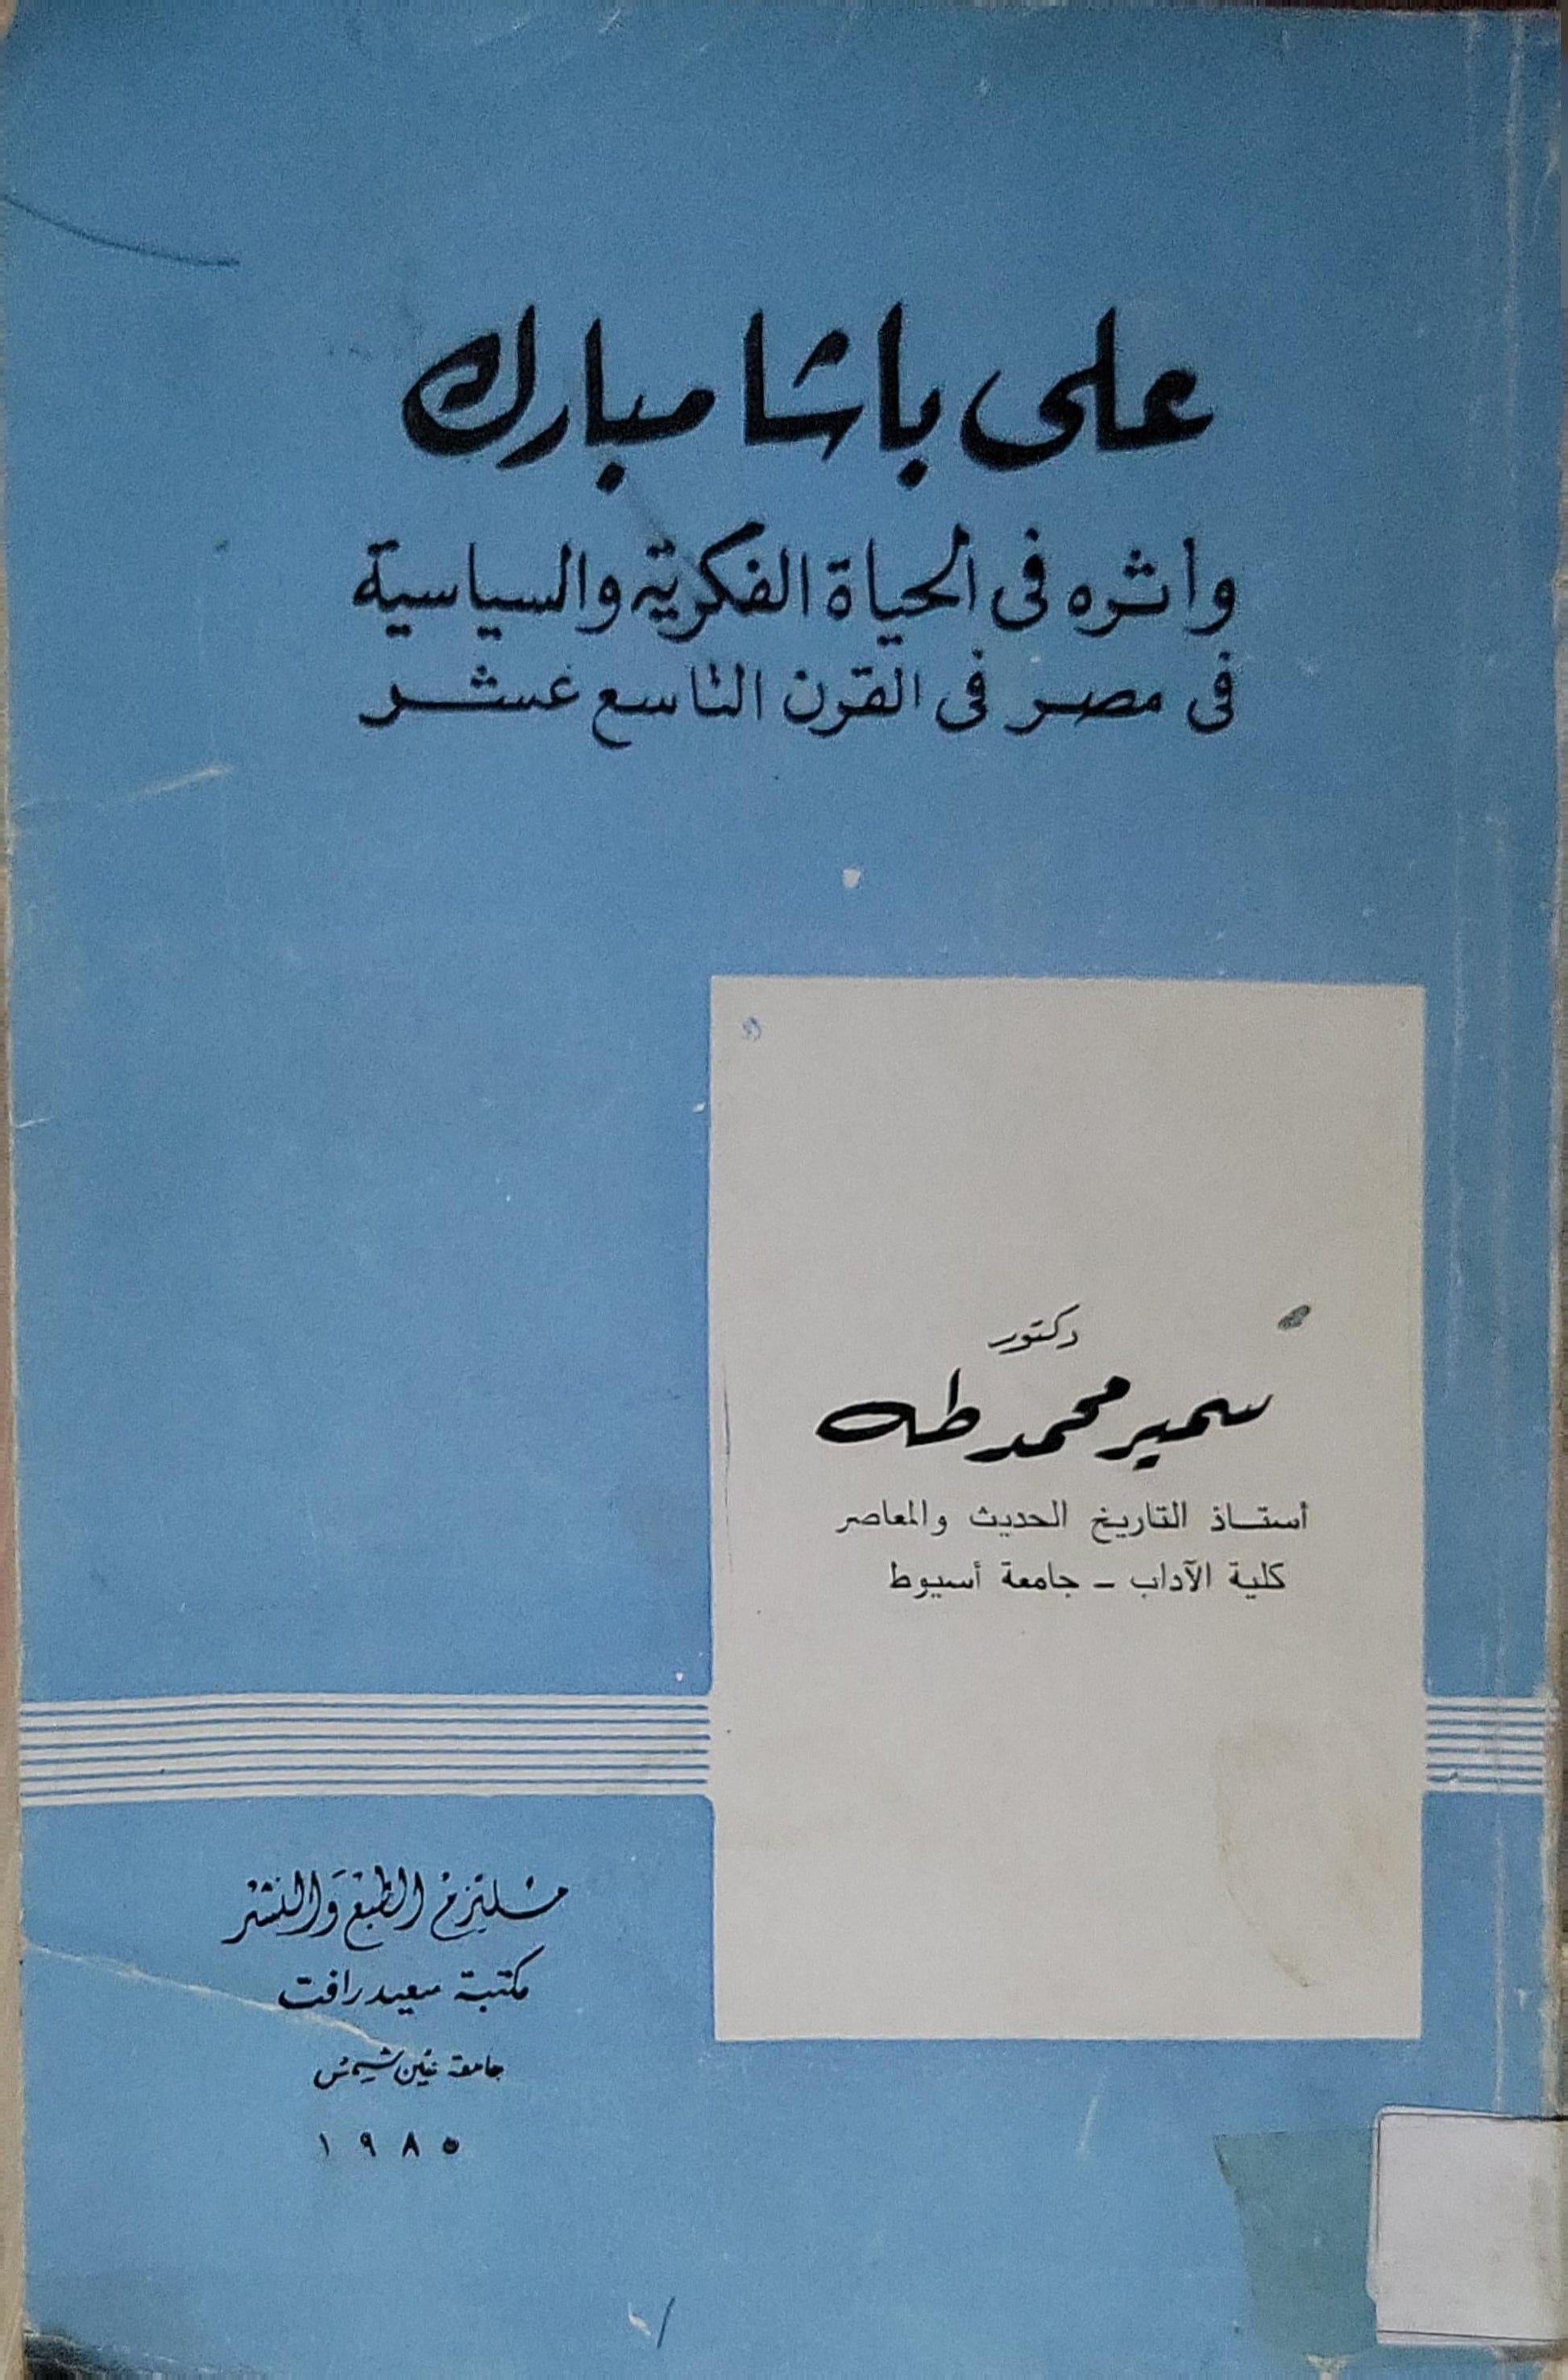 على باشا مبارك
وأثره فى الحياة الفكرية والسياسية
فى مصر فى القرن التاسع عشر
دكتور
سمير محمد طه
أستاذ التاريخ الحديث والمعاصر
كلية الآداب – جامعة أسيوط
ملتزم الطبع والنشر
مكتبة سعيد رافت
جامعة عين شمس
١٩٨٥